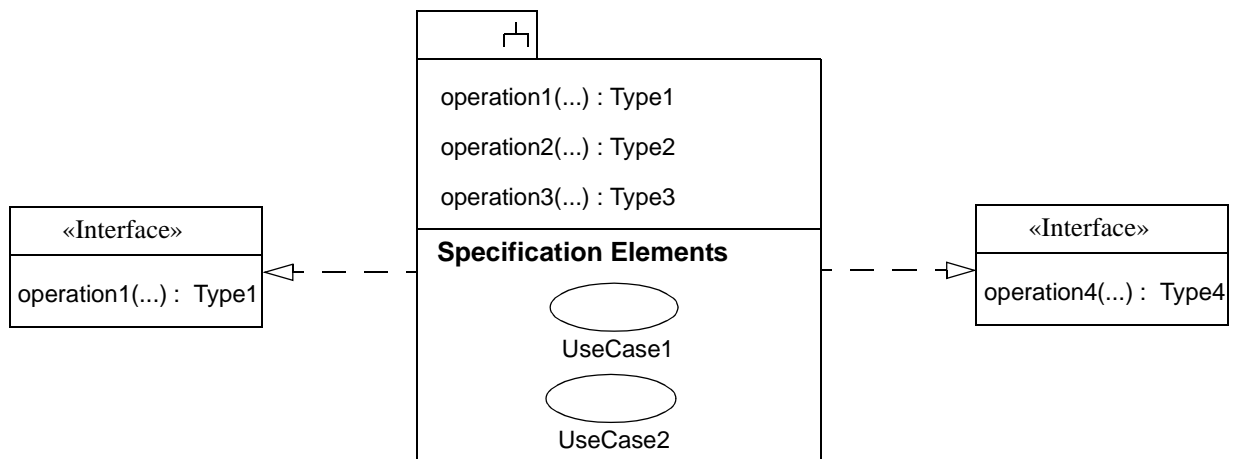 operation1(...) : Type1
operation2(...) : Type2
operation3(...) : Type3
«Interface»
operation1(...) :  Type1
Specification Elements
UseCase1
UseCase2
«Interface»
operation4(...) :  Type4